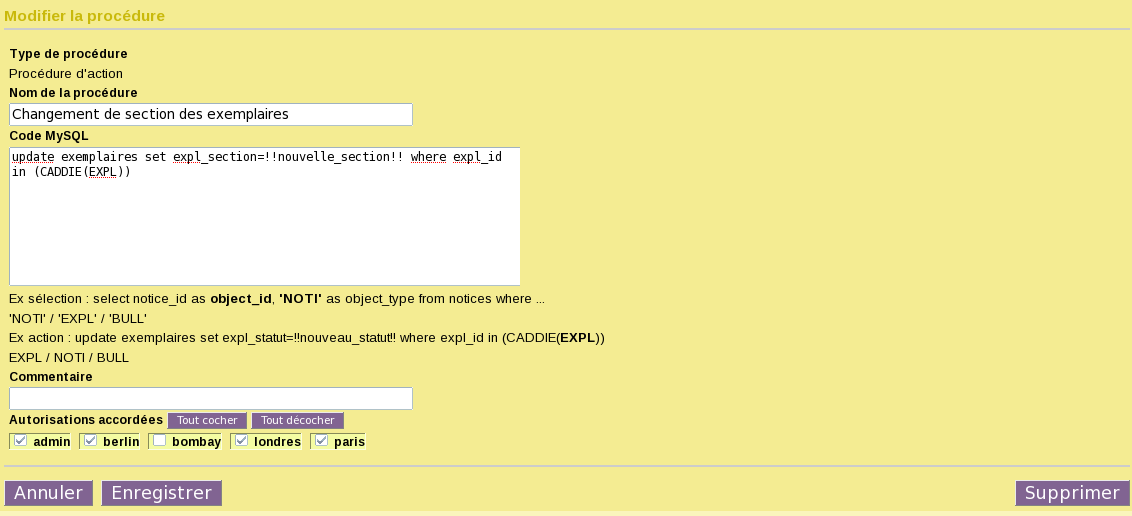 Modifier la procédure
Type de procédure
Procédure d'action
Nom de la procédure
Changement de section des exemplaires
Code MySQL
update exemplaires set expl_section=!!nouvelle_section!! where expl_id
in (CADDIE(EXPL))
Ex sélection : select notice_id as object_id, 'NOTI' as object_type from notices where ...
'NOTI' / 'EXPL' / 'BULL'
Ex action : update exemplaires set expl_statut=!!nouveau_statut!! where expl_id in (CADDIE(EXPL))
EXPL / NOTI / BULL
Commentaire
Autorisations accordées Tout cocher Tout décocher
admin berlin bombay londres paris
Annuler Enregistrer Supprimer